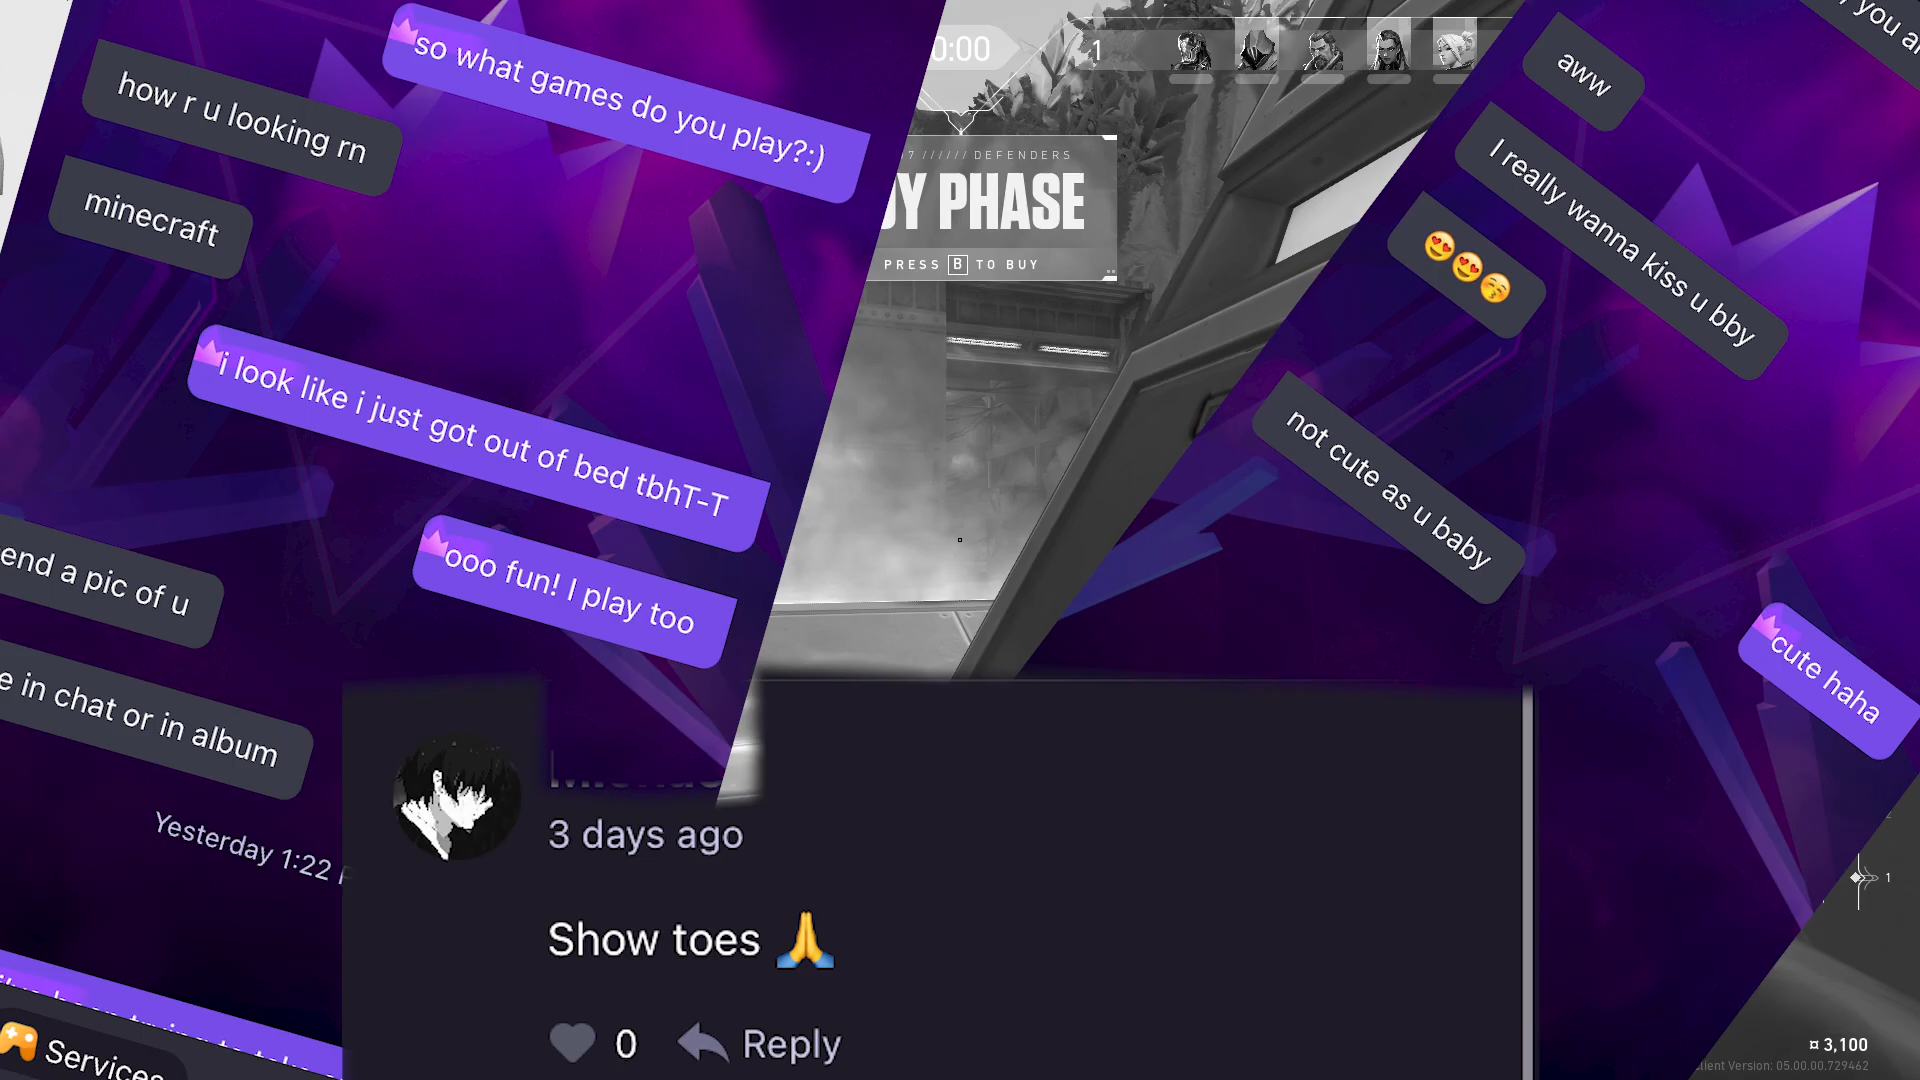 so what games do you play?:)
how r u looking rn
minecraft
i look like i just got out of bed tbhT-T
ooo fun! I play too
a pic of u
in chat or in album
Yesterday 1:22
Services
0:00
1
7 ////// DEFENDERS
PHASE
PRESS B TO BUY
you
aww
I really wanna kiss u bby
😍😍😚
not cute as u baby
cute haha
3 days ago
Show toes 🙏
0 Reply
1
¤ 3,100
Version: 05.00.00.729462